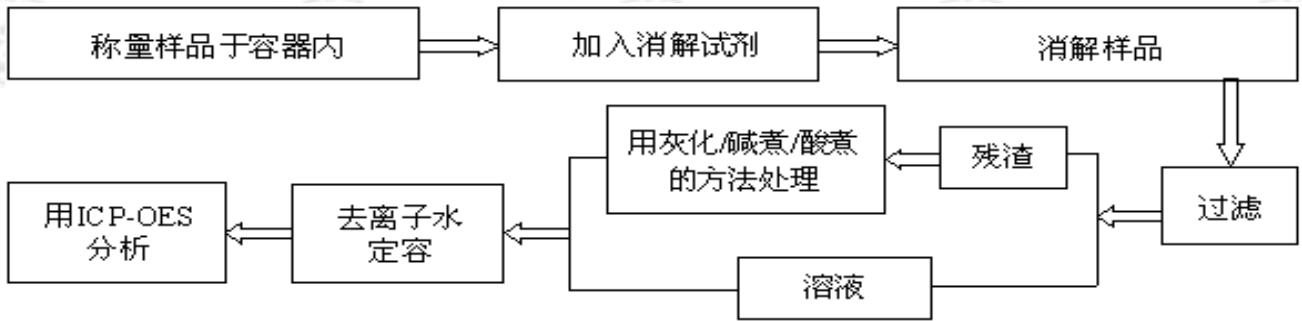 称量样品于容器内
加入消解试剂
消解样品
过滤
残渣
用灰化/碱煮/酸煮
的方法处理
溶液
去离子水
定容
用ICP-OES
分析